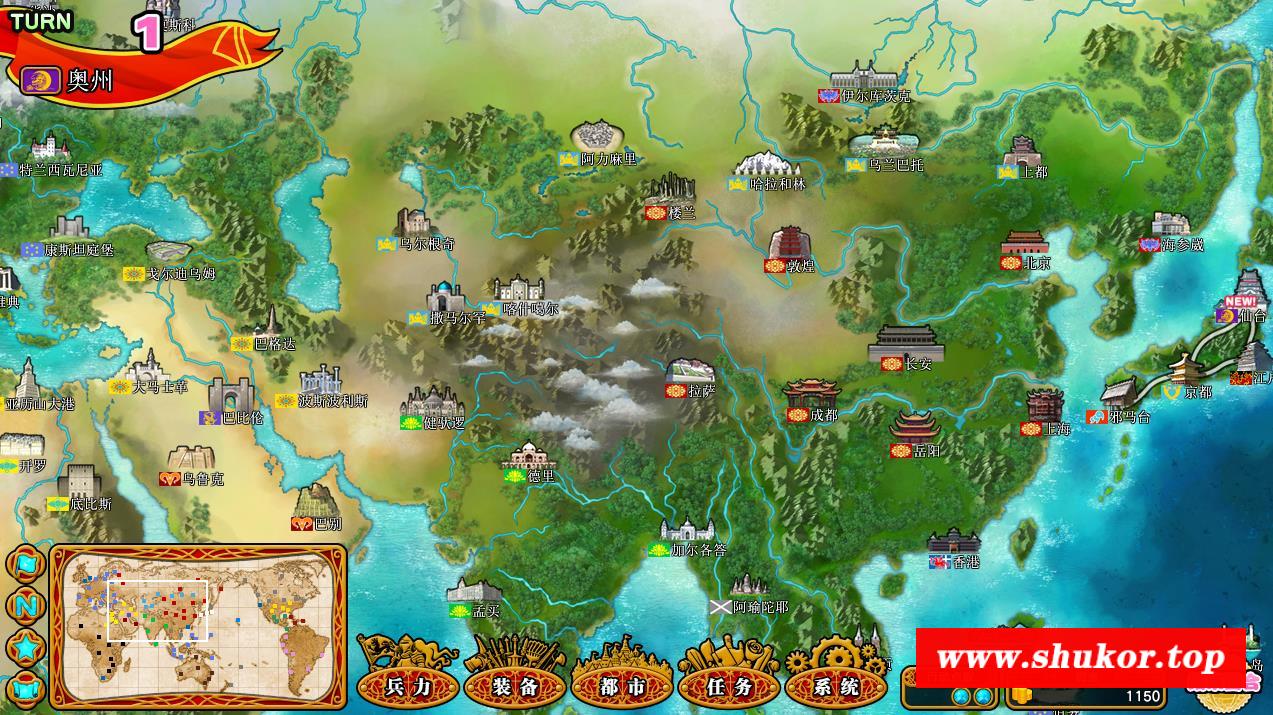 TURN 1
莫斯科
奥州
伊尔库茨克
阿力麻里
乌兰巴托
特兰西瓦尼亚
哈拉和林
上都
楼兰
康斯坦庭堡
乌尔根奇
海参崴
戈尔迪乌姆
敦煌
北京
喀什噶尔
NEW!
撒马尔罕
仙台
巴格达
长安
大马士革
波斯波利斯
拉萨
京都
亚历山大港
巴比伦
健驮逻
成都
邪马台
上海
岳阳
开罗
乌鲁克
德里
底比斯
巴别
加尔各答
香港
孟买
阿瑜陀耶
www.shukor.top
N
兵力
装备
都市
任务
系统
1150